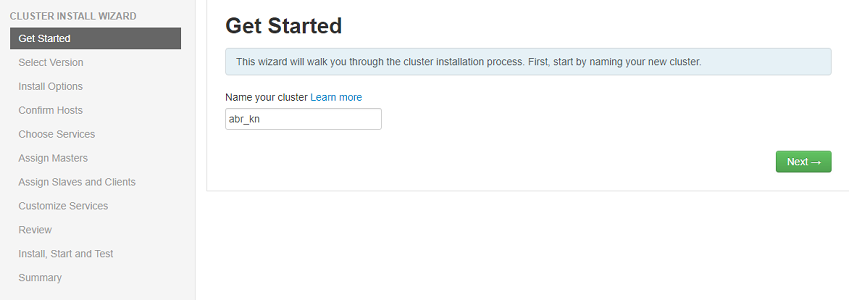 CLUSTER INSTALL WIZARD
Get Started
Select Version
Install Options
Confirm Hosts
Choose Services
Assign Masters
Assign Slaves and Clients
Customize Services
Review
Install, Start and Test
Summary
Get Started
This wizard will walk you through the cluster installation process. First, start by naming your new cluster.
Name your cluster Learn more
abr_kn
Next →